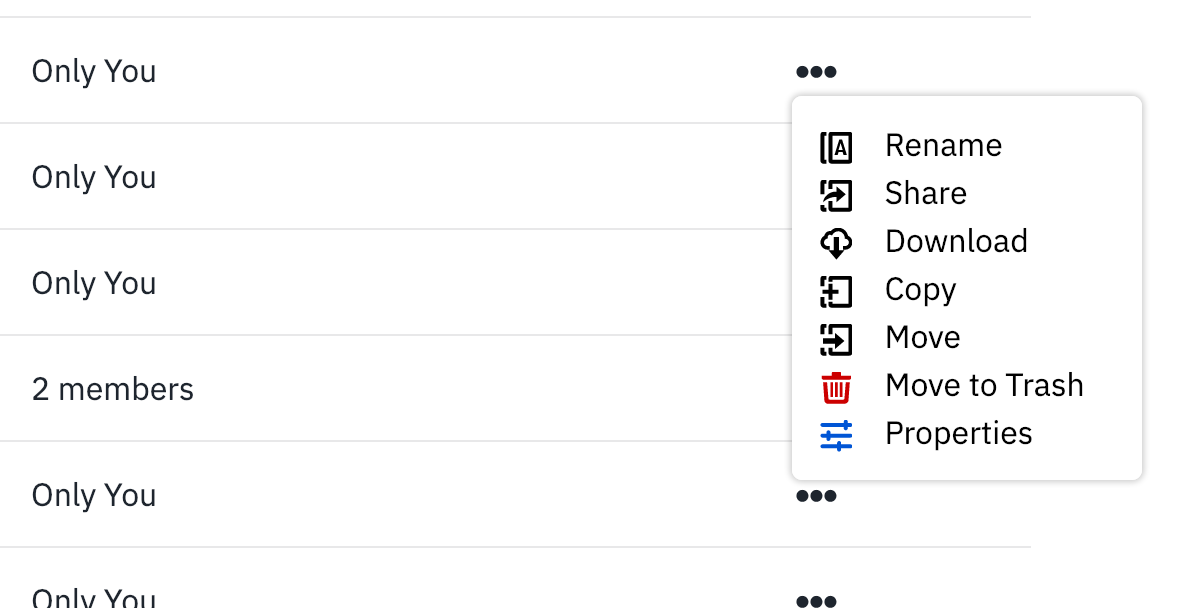 Only You
Only You
Only You
2 members
Only You
Only You
Rename
Share
Download
Copy
Move
Move to Trash
Properties